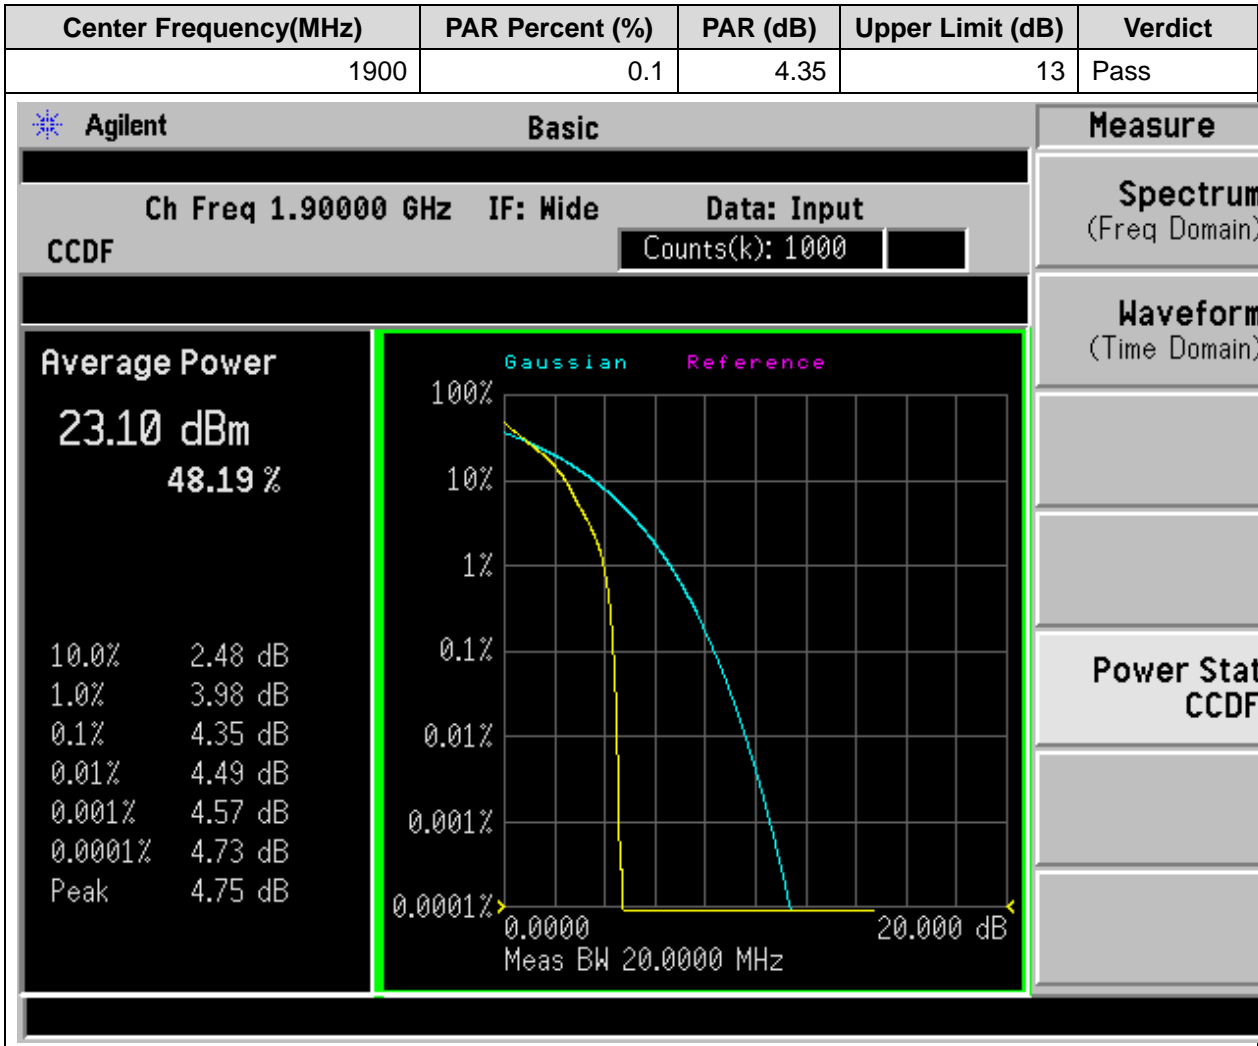 Center Frequency(MHz) PAR Percent (%) PAR (dB) Upper Limit (dB) Verdict
1900 0.1 4.35 13 Pass
Agilent Basic Measure
Ch Freq 1.90000 GHz IF: Wide Data: Input
CCDF Counts(k): 1000
Spectrum
(Freq Domain)
Waveform
(Time Domain)
Power Stat
CCDF
Average Power
23.10 dBm
48.19 %
10.0% 2.48 dB
1.0% 3.98 dB
0.1% 4.35 dB
0.01% 4.49 dB
0.001% 4.57 dB
0.0001% 4.73 dB
Peak 4.75 dB
Gaussian Reference
100%
10%
1%
0.1%
0.01%
0.001%
0.0001%
0.0000 20.000 dB
Meas BW 20.0000 MHz